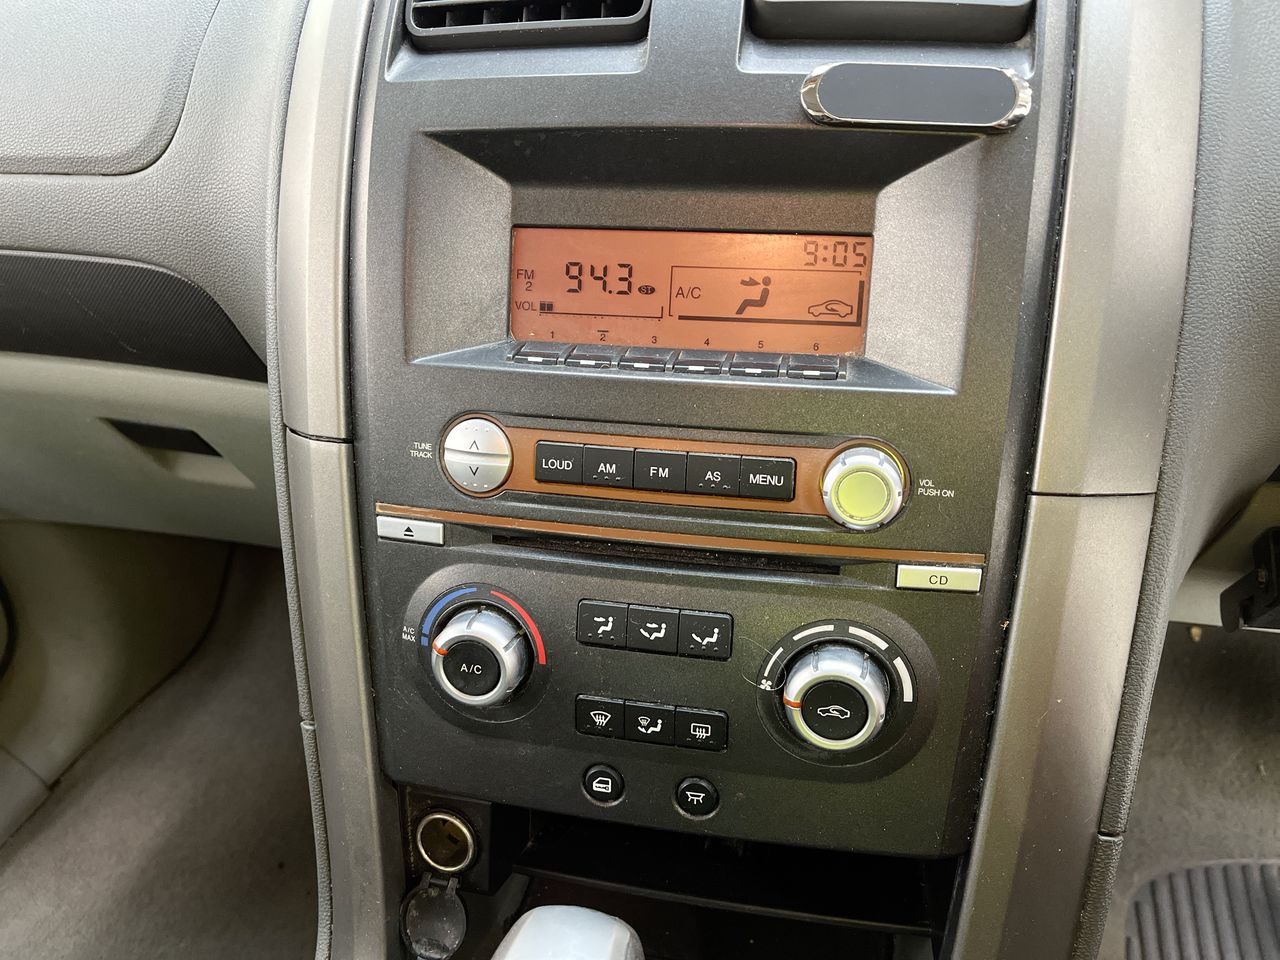 9:05
FM
2
94.3 ST
A/C
VOL
1 2 3 4 5 6
TUNE
TRACK
LOUD AM FM AS MENU
VOL
PUSH ON
CD
A/C
MAX
A/C